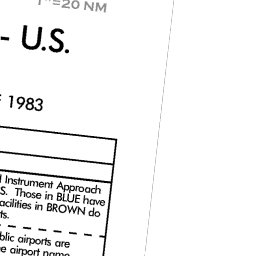 1"=20 NM
- U.S.
1983
Instrument Approach
S. Those in BLUE have
acilities in BROWN do
ts.
blic airports are
e airport name